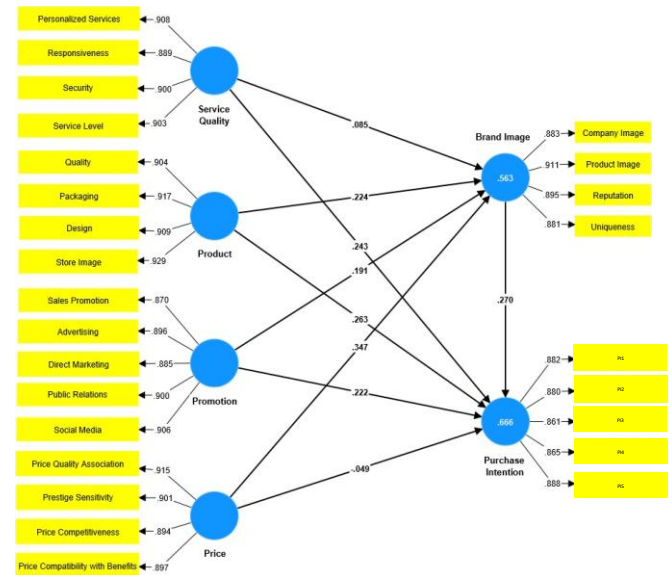 Personalized Services
.908
Responsiveness
.889
Security
.900
Service Level
.903
Service
Quality
Quality
.904
Packaging
.917
Design
.909
Store Image
.929
Product
Sales Promotion
.870
Advertising
.896
Direct Marketing
.885
Public Relations
.900
Social Media
.906
Promotion
Price Quality Association
.915
Prestige Sensitivity
.901
Price Competitiveness
.894
Price Compatibility with Benefits
.897
Price
.085
.224
.243
.191
.263
.347
.222
-.049
.270
Brand Image
.563
.883
Company Image
.911
Product Image
.895
Reputation
.881
Uniqueness
.666
Purchase
Intention
.882
PI1
.880
PI2
.861
PI3
.865
PI4
.888
PI5